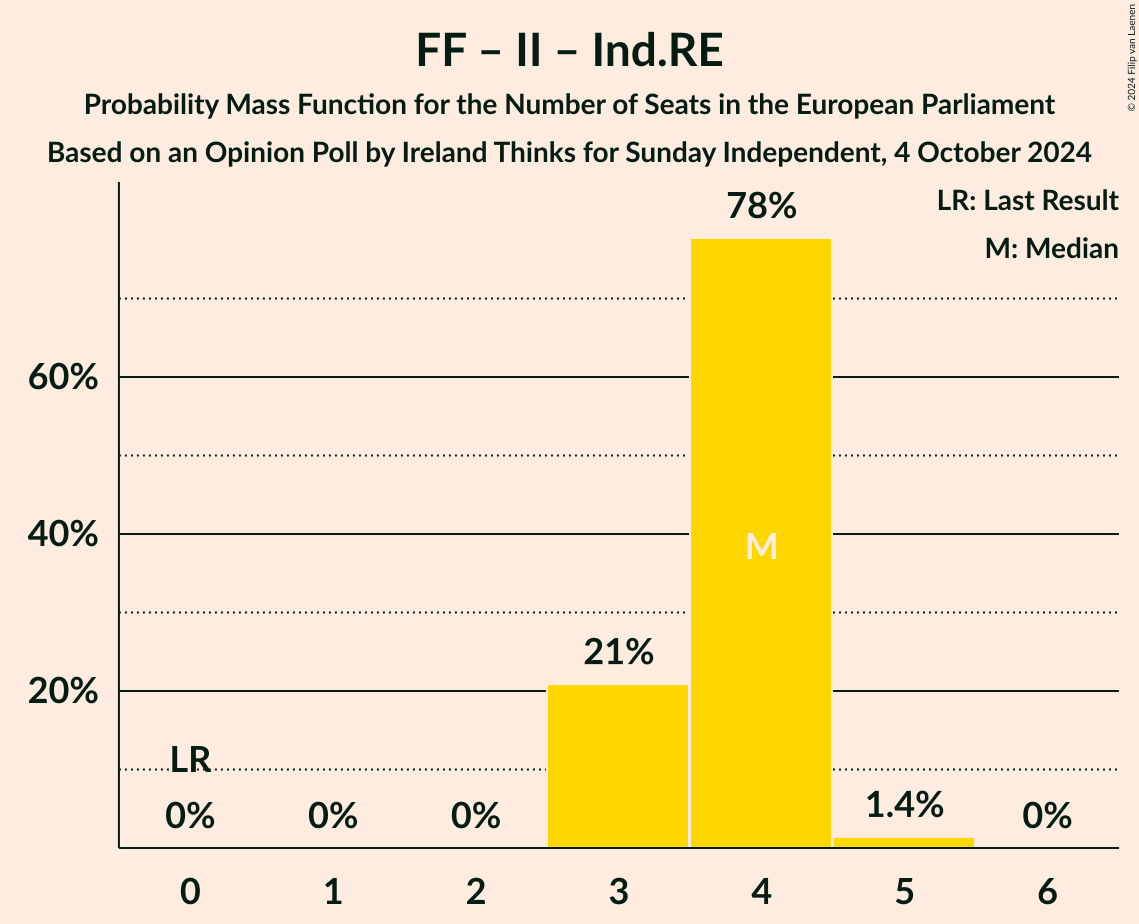 FF – II – Ind.RE
Probability Mass Function for the Number of Seats in the European Parliament
Based on an Opinion Poll by Ireland Thinks for Sunday Independent, 4 October 2024
© 2024 Filip van Laenen
LR: Last Result
M: Median
78%
60%
40%
M
21%
20%
LR
0% 0% 0% 1.4% 0%
0 1 2 3 4 5 6